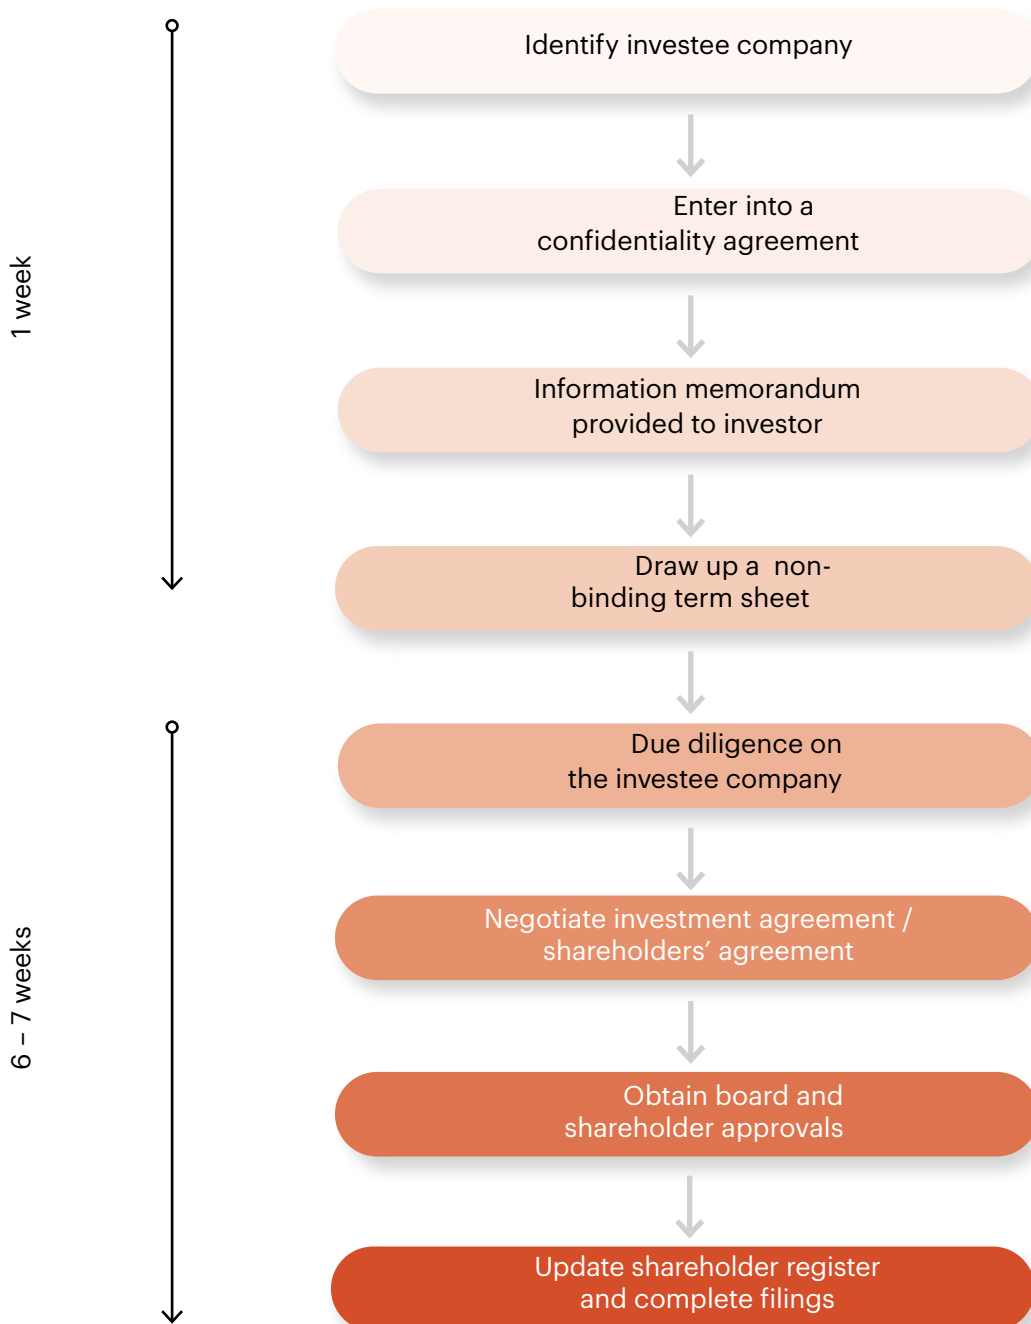 Identify investee company
Enter into a
confidentiality agreement
1 week
Information memorandum
provided to investor
Draw up a  non-
binding term sheet
Due diligence on
the investee company
Negotiate investment agreement /
shareholders’ agreement
6 – 7 weeks
Obtain board and
shareholder approvals
Update shareholder register
and complete filings